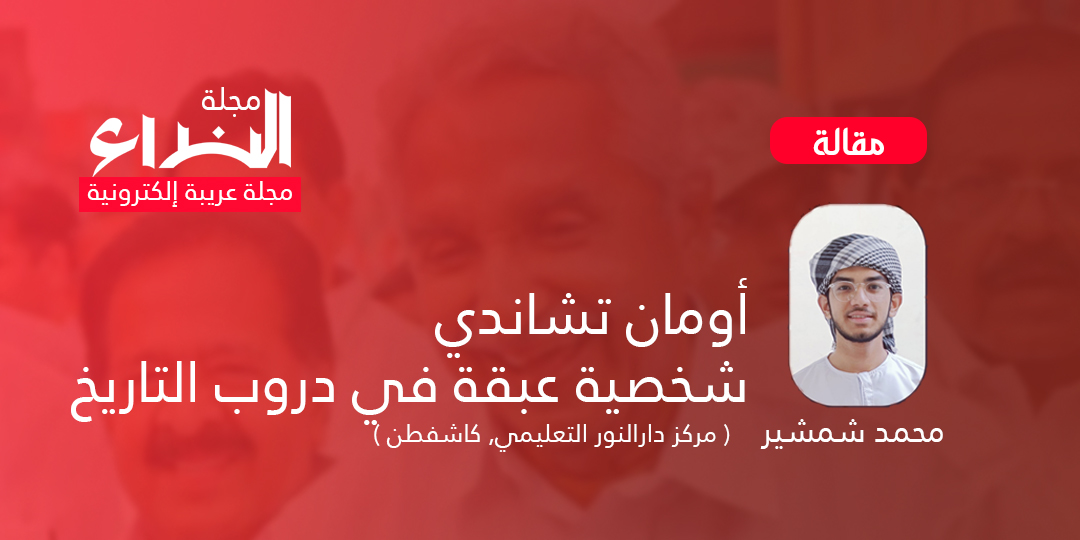 مجلة
النداء
مجلة عربية إلكترونية
مقالة
أومان تشاندي
شخصية عبقة في دروب التاريخ
محمد شمشير
( مركز دارالنور التعليمي، كاشفطن )